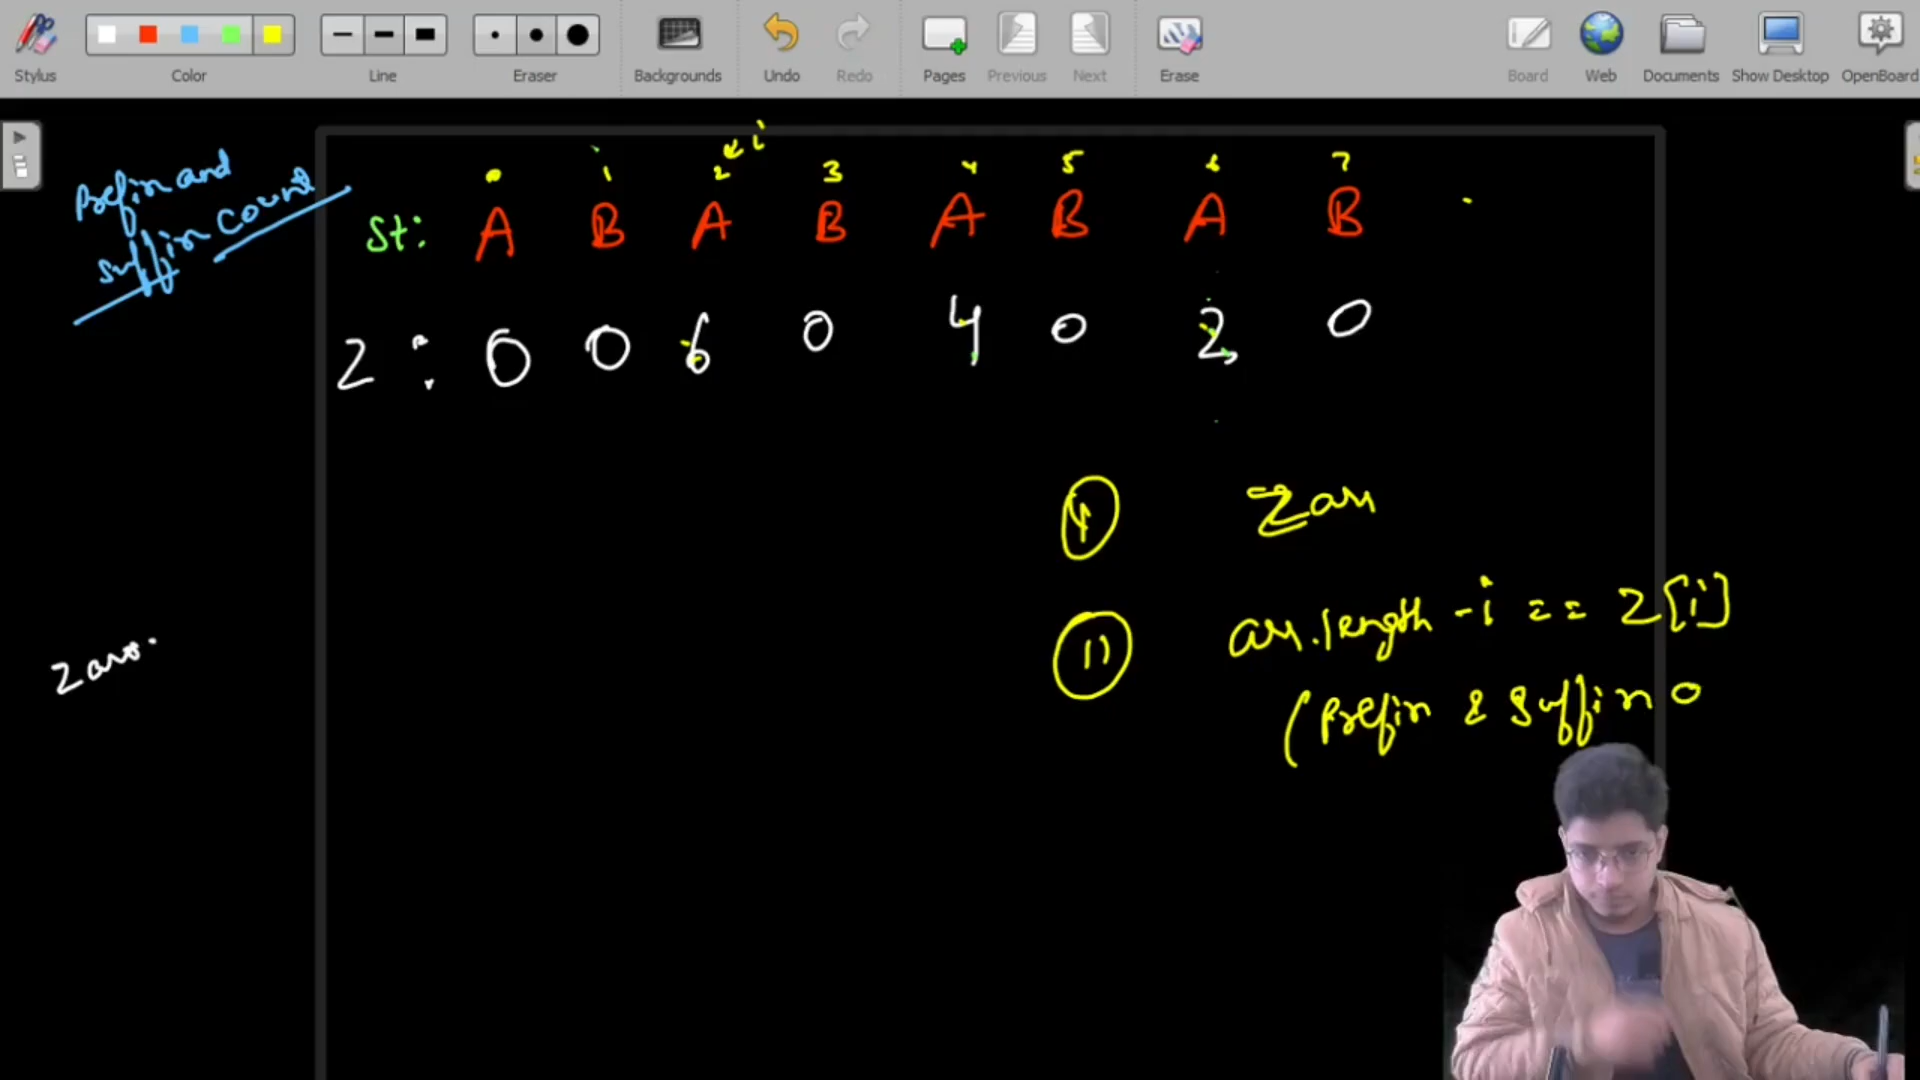 Stylus
Color
Line
Eraser
Backgrounds
Undo
Redo
Pages
Previous
Next
Erase
Board
Web
Documents
Show Desktop
OpenBoard
Prefix and
suffix count
0 1 2 i 3 4 5 6 7
St: A B A B A B A B
Z : 0 0 6 0 4 0 2 0
I Z arr
II arr.length - i == Z[i]
(Prefix & Suffix
Z arr